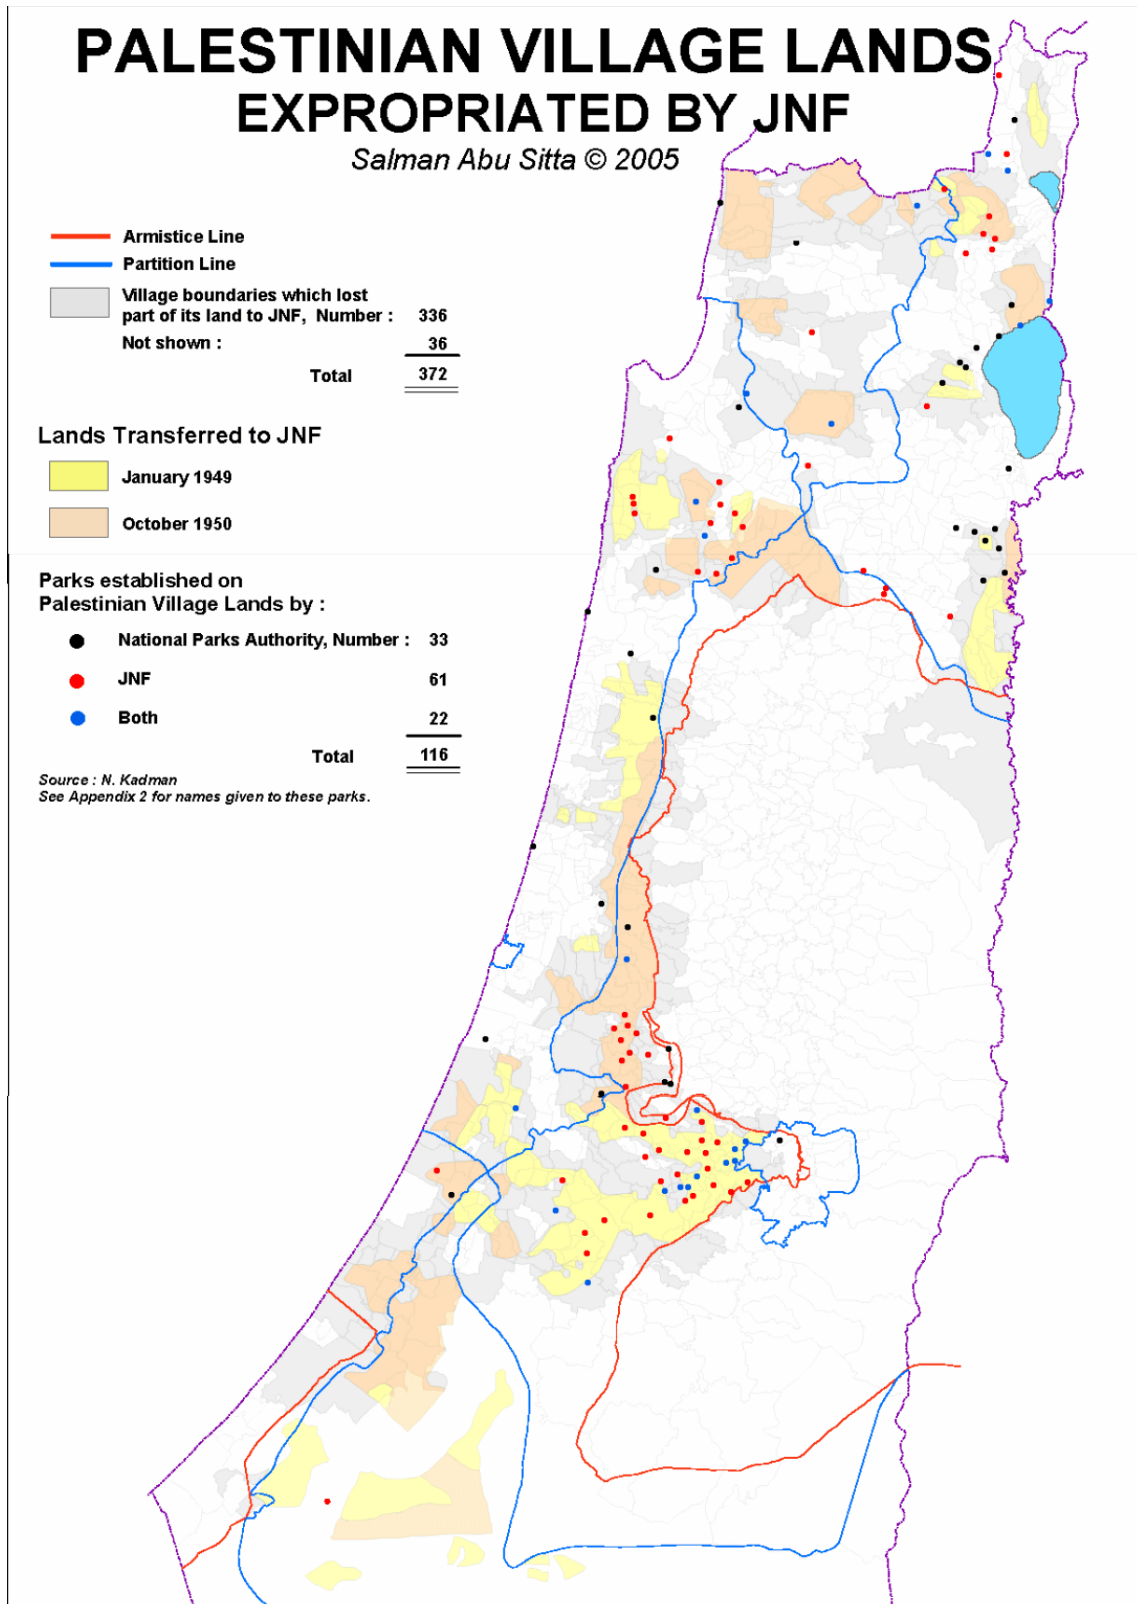 PALESTINIAN VILLAGE LANDS
EXPROPRIATED BY JNF
Salman Abu Sitta © 2005
Armistice Line
Partition Line
Village boundaries which lost
part of its land to JNF, Number : 336
Not shown : 36
Total 372
Lands Transferred to JNF
January 1949
October 1950
Parks established on
Palestinian Village Lands by :
National Parks Authority, Number : 33
JNF 61
Both 22
Total 116
Source : N. Kadman
See Appendix 2 for names given to these parks.